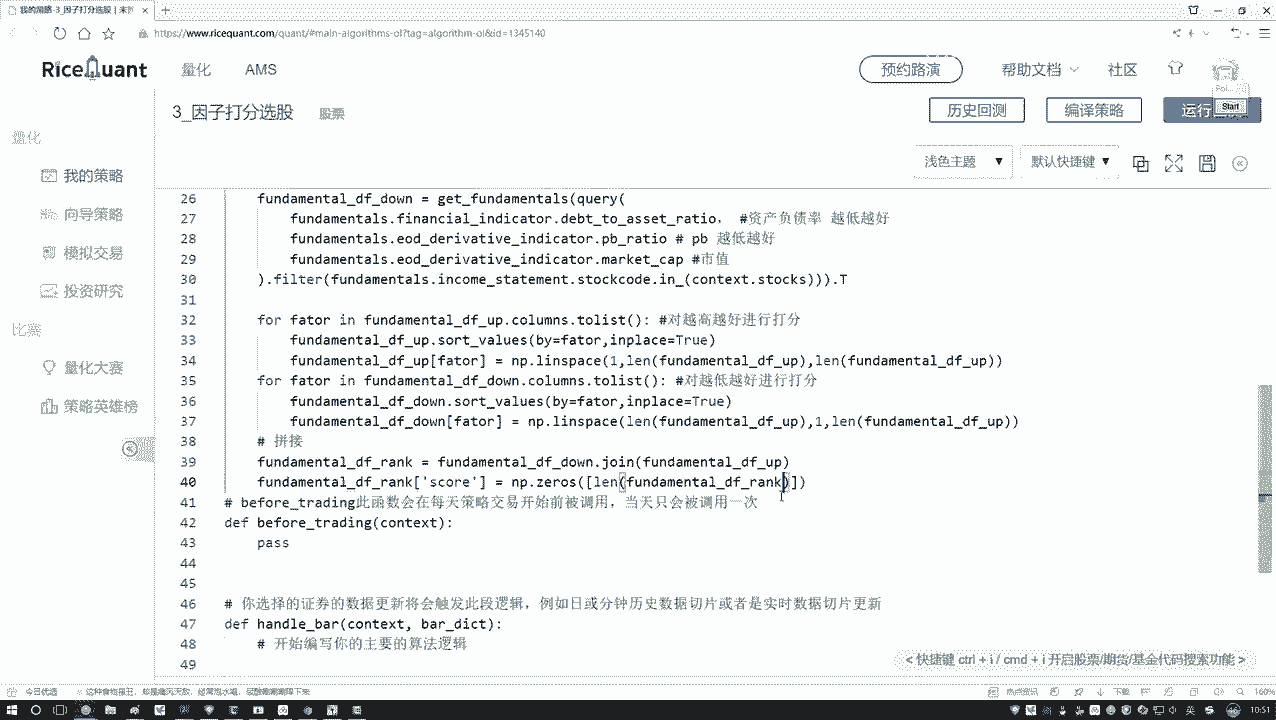 我的策略-3_因子打分选股 | 米筐
https://www.ricequant.com/quant/#main-algorithms-ol?tag=algorithm-ol&id=1345140
RiceQuant 量化 AMS 预约路演 帮助文档 社区
Start
3_因子打分选股 股票 历史回测 编译策略 运行
量化
浅色主题 ▼ 默认快捷键 ▼
我的策略
向导策略
模拟交易
投资研究
比赛
量化大赛
策略英雄榜
26 fundamental_df_down = get_fundamentals(query(
27 fundamentals.financial_indicator.debt_to_asset_ratio, #资产负债率 越低越好
28 fundamentals.eod_derivative_indicator.pb_ratio # pb 越低越好
29 fundamentals.eod_derivative_indicator.market_cap #市值
30 ).filter(fundamentals.income_statement.stockcode.in_(context.stocks))).T
31
32 for fator in fundamental_df_up.columns.tolist(): #对越高越好进行打分
33 fundamental_df_up.sort_values(by=fator,inplace=True)
34 fundamental_df_up[fator] = np.linspace(1,len(fundamental_df_up),len(fundamental_df_up))
35 for fator in fundamental_df_down.columns.tolist(): #对越低越好进行打分
36 fundamental_df_down.sort_values(by=fator,inplace=True)
37 fundamental_df_down[fator] = np.linspace(len(fundamental_df_up),1,len(fundamental_df_up))
38 # 拼接
39 fundamental_df_rank = fundamental_df_down.join(fundamental_df_up)
40 fundamental_df_rank['score'] = np.zeros([len(fundamental_df_rank)])
41 # before_trading此函数会在每天策略交易开始前被调用，当天只会被调用一次
42 def before_trading(context):
43 pass
44
45
46 # 你选择的证券的数据更新将会触发此段逻辑，例如日或分钟历史数据切片或者是实时数据切片更新
47 def handle_bar(context, bar_dict):
48 # 开始编写你的主要的算法逻辑
49
< 快捷键 ctrl + i / cmd + i 开启股票/期货/基金代码搜索功能 >
今日优选 热点资讯 下载 160%
英 10:51